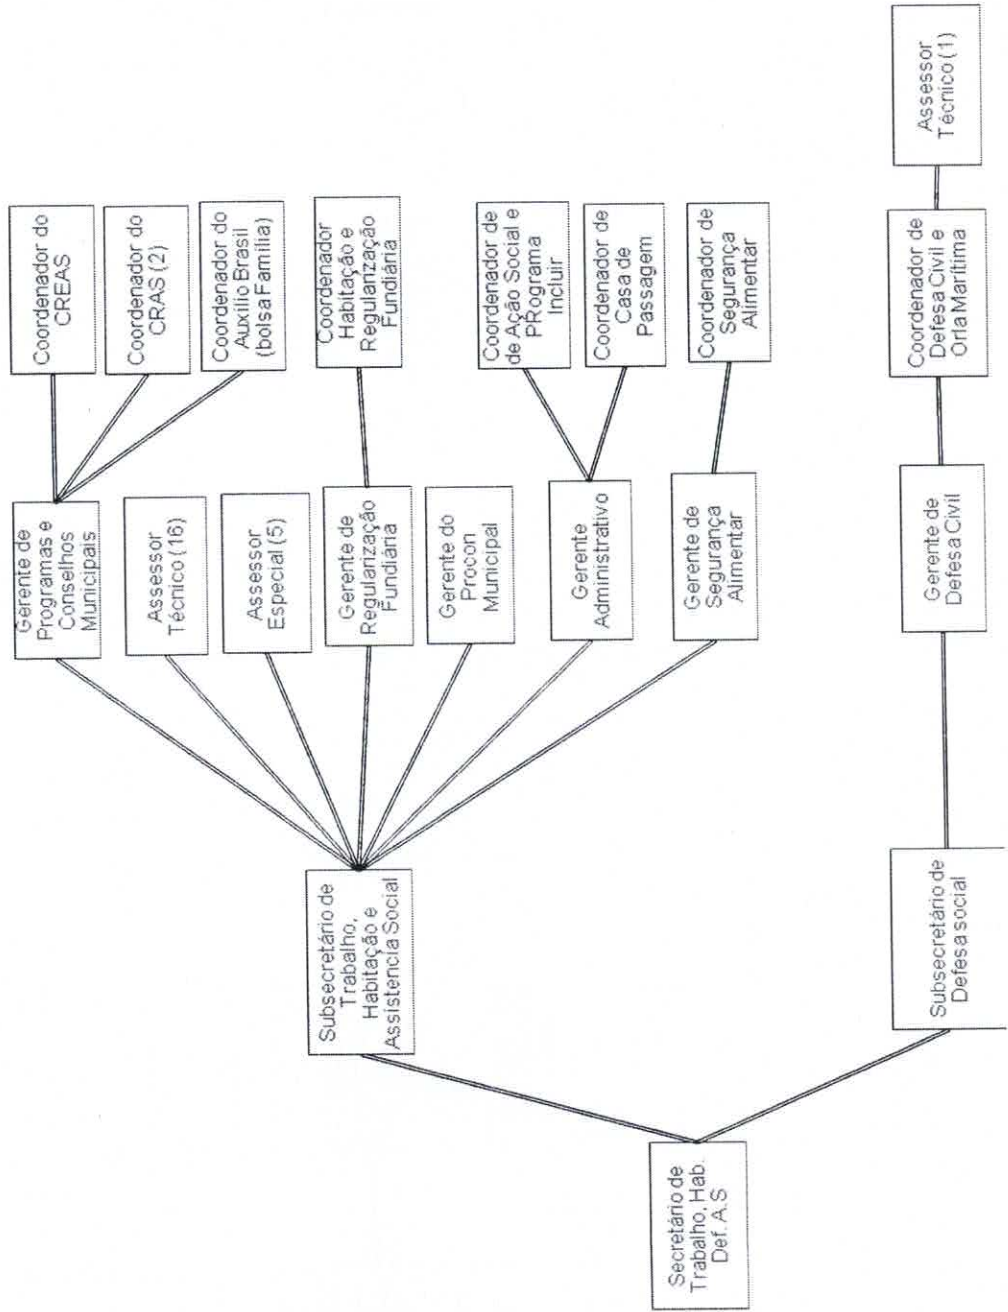 Secretário de
Trabalho, Hab.
Def. A.S
Subsecretário de
Trabalho,
Habitação e
Assistencia Social
Subsecretário de
Defesa social
Gerente de
Programas e
Conselhos
Municipais
Assessor
Técnico (16)
Assessor
Especial (5)
Gerente de
Regularização
Fundiária
Gerente do
Procon
Municipal
Gerente
Administrativo
Gerente de
Segurança
Alimentar
Gerente de
Defesa Civil
Coordenador do
CREAS
Coordenador do
CRAS (2)
Coordenador do
Auxilio Brasil
(bolsa Família)
Coordenador
Habitação e
Regularização
Fundiária
Coordenador de
de Ação Social e
PRograma
Incluir
Coordenador de
Casa de
Passagem
Coordenador de
Segurança
Alimentar
Coordenador de
Defesa Civil e
Orla Marítima
Assessor
Técnico (1)